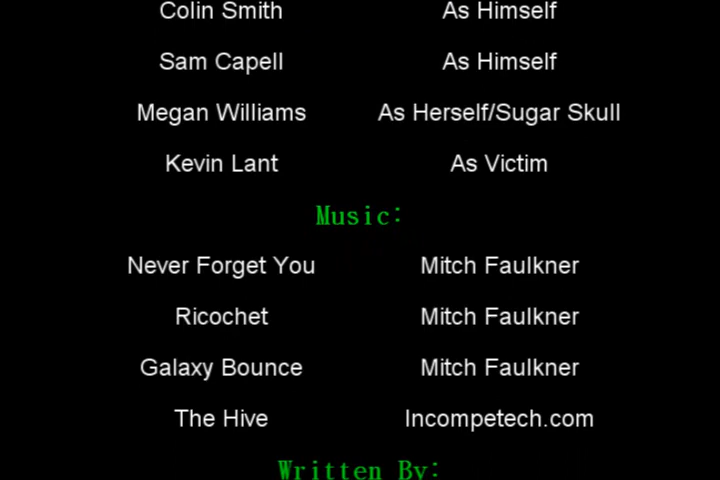 Colin Smith As Himself
Sam Capell As Himself
Megan Williams As Herself/Sugar Skull
Kevin Lant As Victim
Music:
Never Forget You Mitch Faulkner
Ricochet Mitch Faulkner
Galaxy Bounce Mitch Faulkner
The Hive Incompetech.com
Written By: